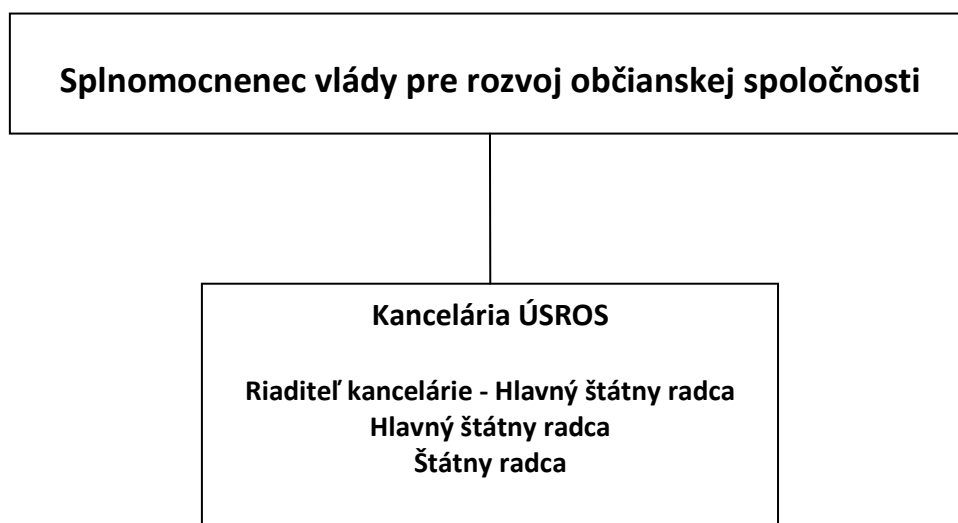 Splnomocnenec vlády pre rozvoj občianskej spoločnosti
Kancelária ÚSROS
Riaditeľ kancelárie - Hlavný štátny radca
Hlavný štátny radca
Štátny radca